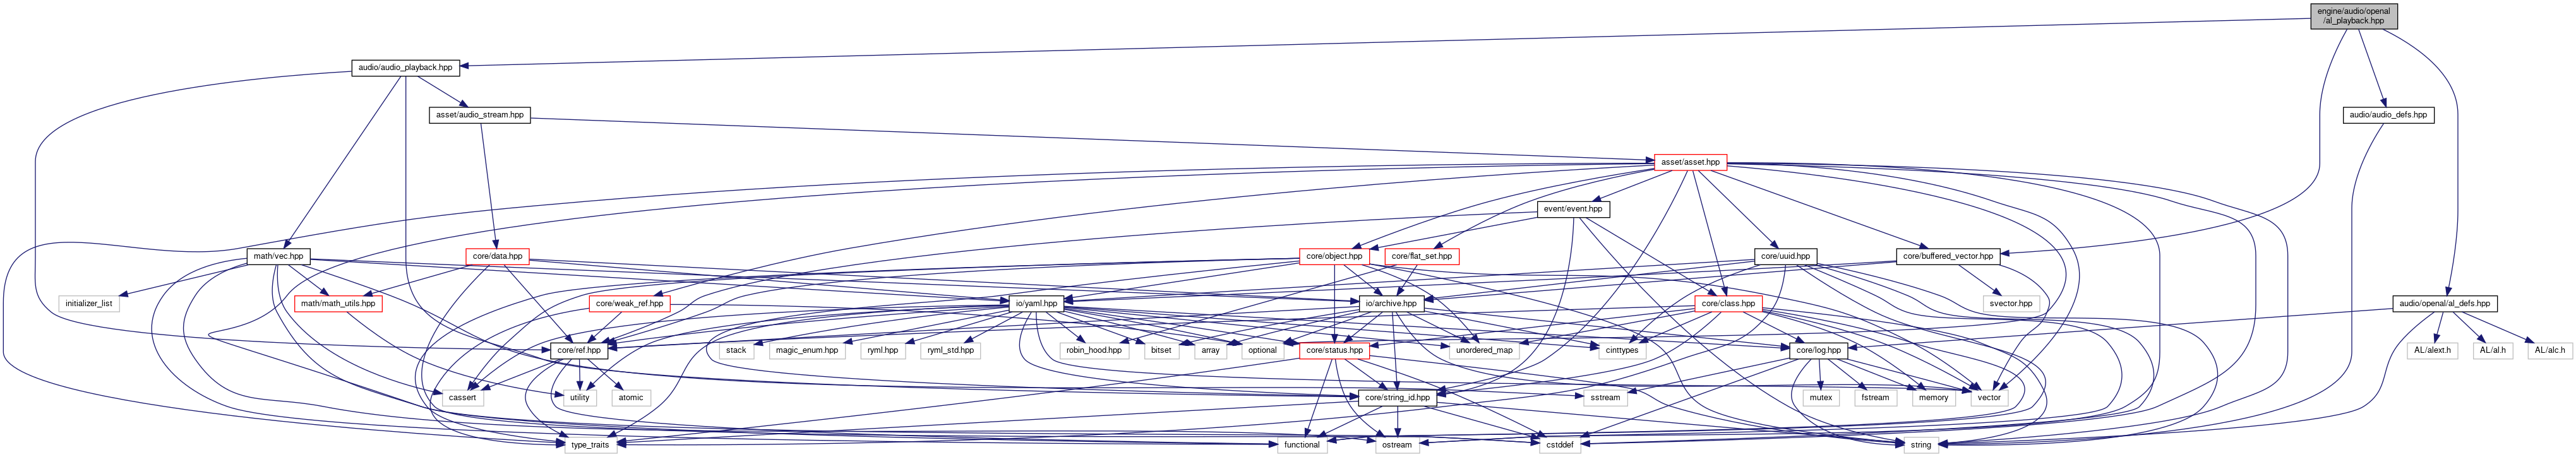 engine/audio/openal
/al_playback.hpp
audio/audio_playback.hpp
asset/audio_stream.hpp
audio/audio_defs.hpp
asset/asset.hpp
event/event.hpp
math/vec.hpp
core/data.hpp
core/object.hpp
core/flat_set.hpp
core/uuid.hpp
core/buffered_vector.hpp
initializer_list
math/math_utils.hpp
core/weak_ref.hpp
io/yaml.hpp
io/archive.hpp
core/class.hpp
svector.hpp
audio/openal/al_defs.hpp
core/ref.hpp
stack
magic_enum.hpp
ryml.hpp
ryml_std.hpp
robin_hood.hpp
bitset
array
optional
core/status.hpp
unordered_map
cinttypes
core/log.hpp
AL/alext.h
AL/al.h
AL/alc.h
cassert
utility
atomic
core/string_id.hpp
sstream
mutex
fstream
memory
vector
type_traits
functional
ostream
cstddef
string